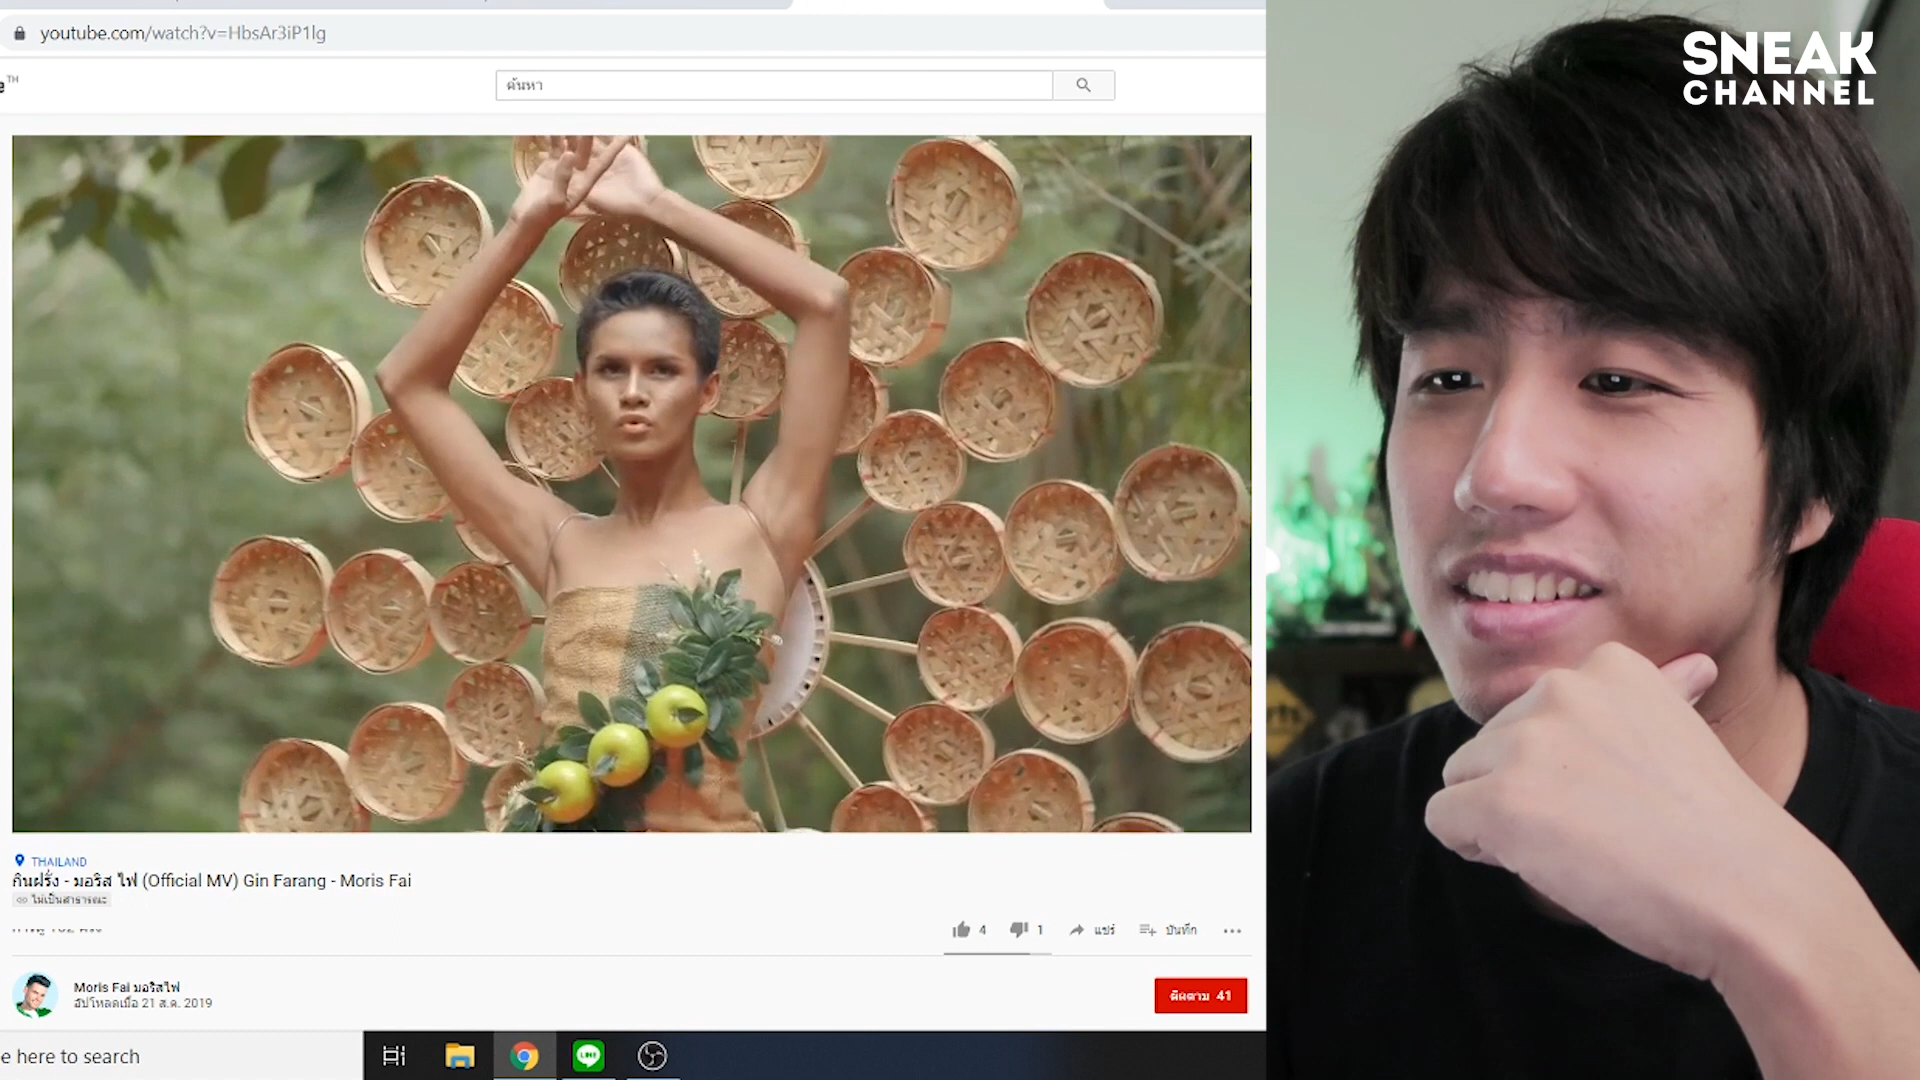 youtube.com/watch?v=HbsAr3iP1lg
e™
ค้นหา
SNEAK
CHANNEL
THAILAND
กินฝรั่ง - มอริส ไฟ (Official MV) Gin Farang - Moris Fai
ไม่เป็นสาธารณะ
4
1
แชร์
บันทึก
Moris Fai มอริสไฟ
อัปโหลดเมื่อ 21 ส.ค. 2019
ติดตาม 41
e here to search
LINE